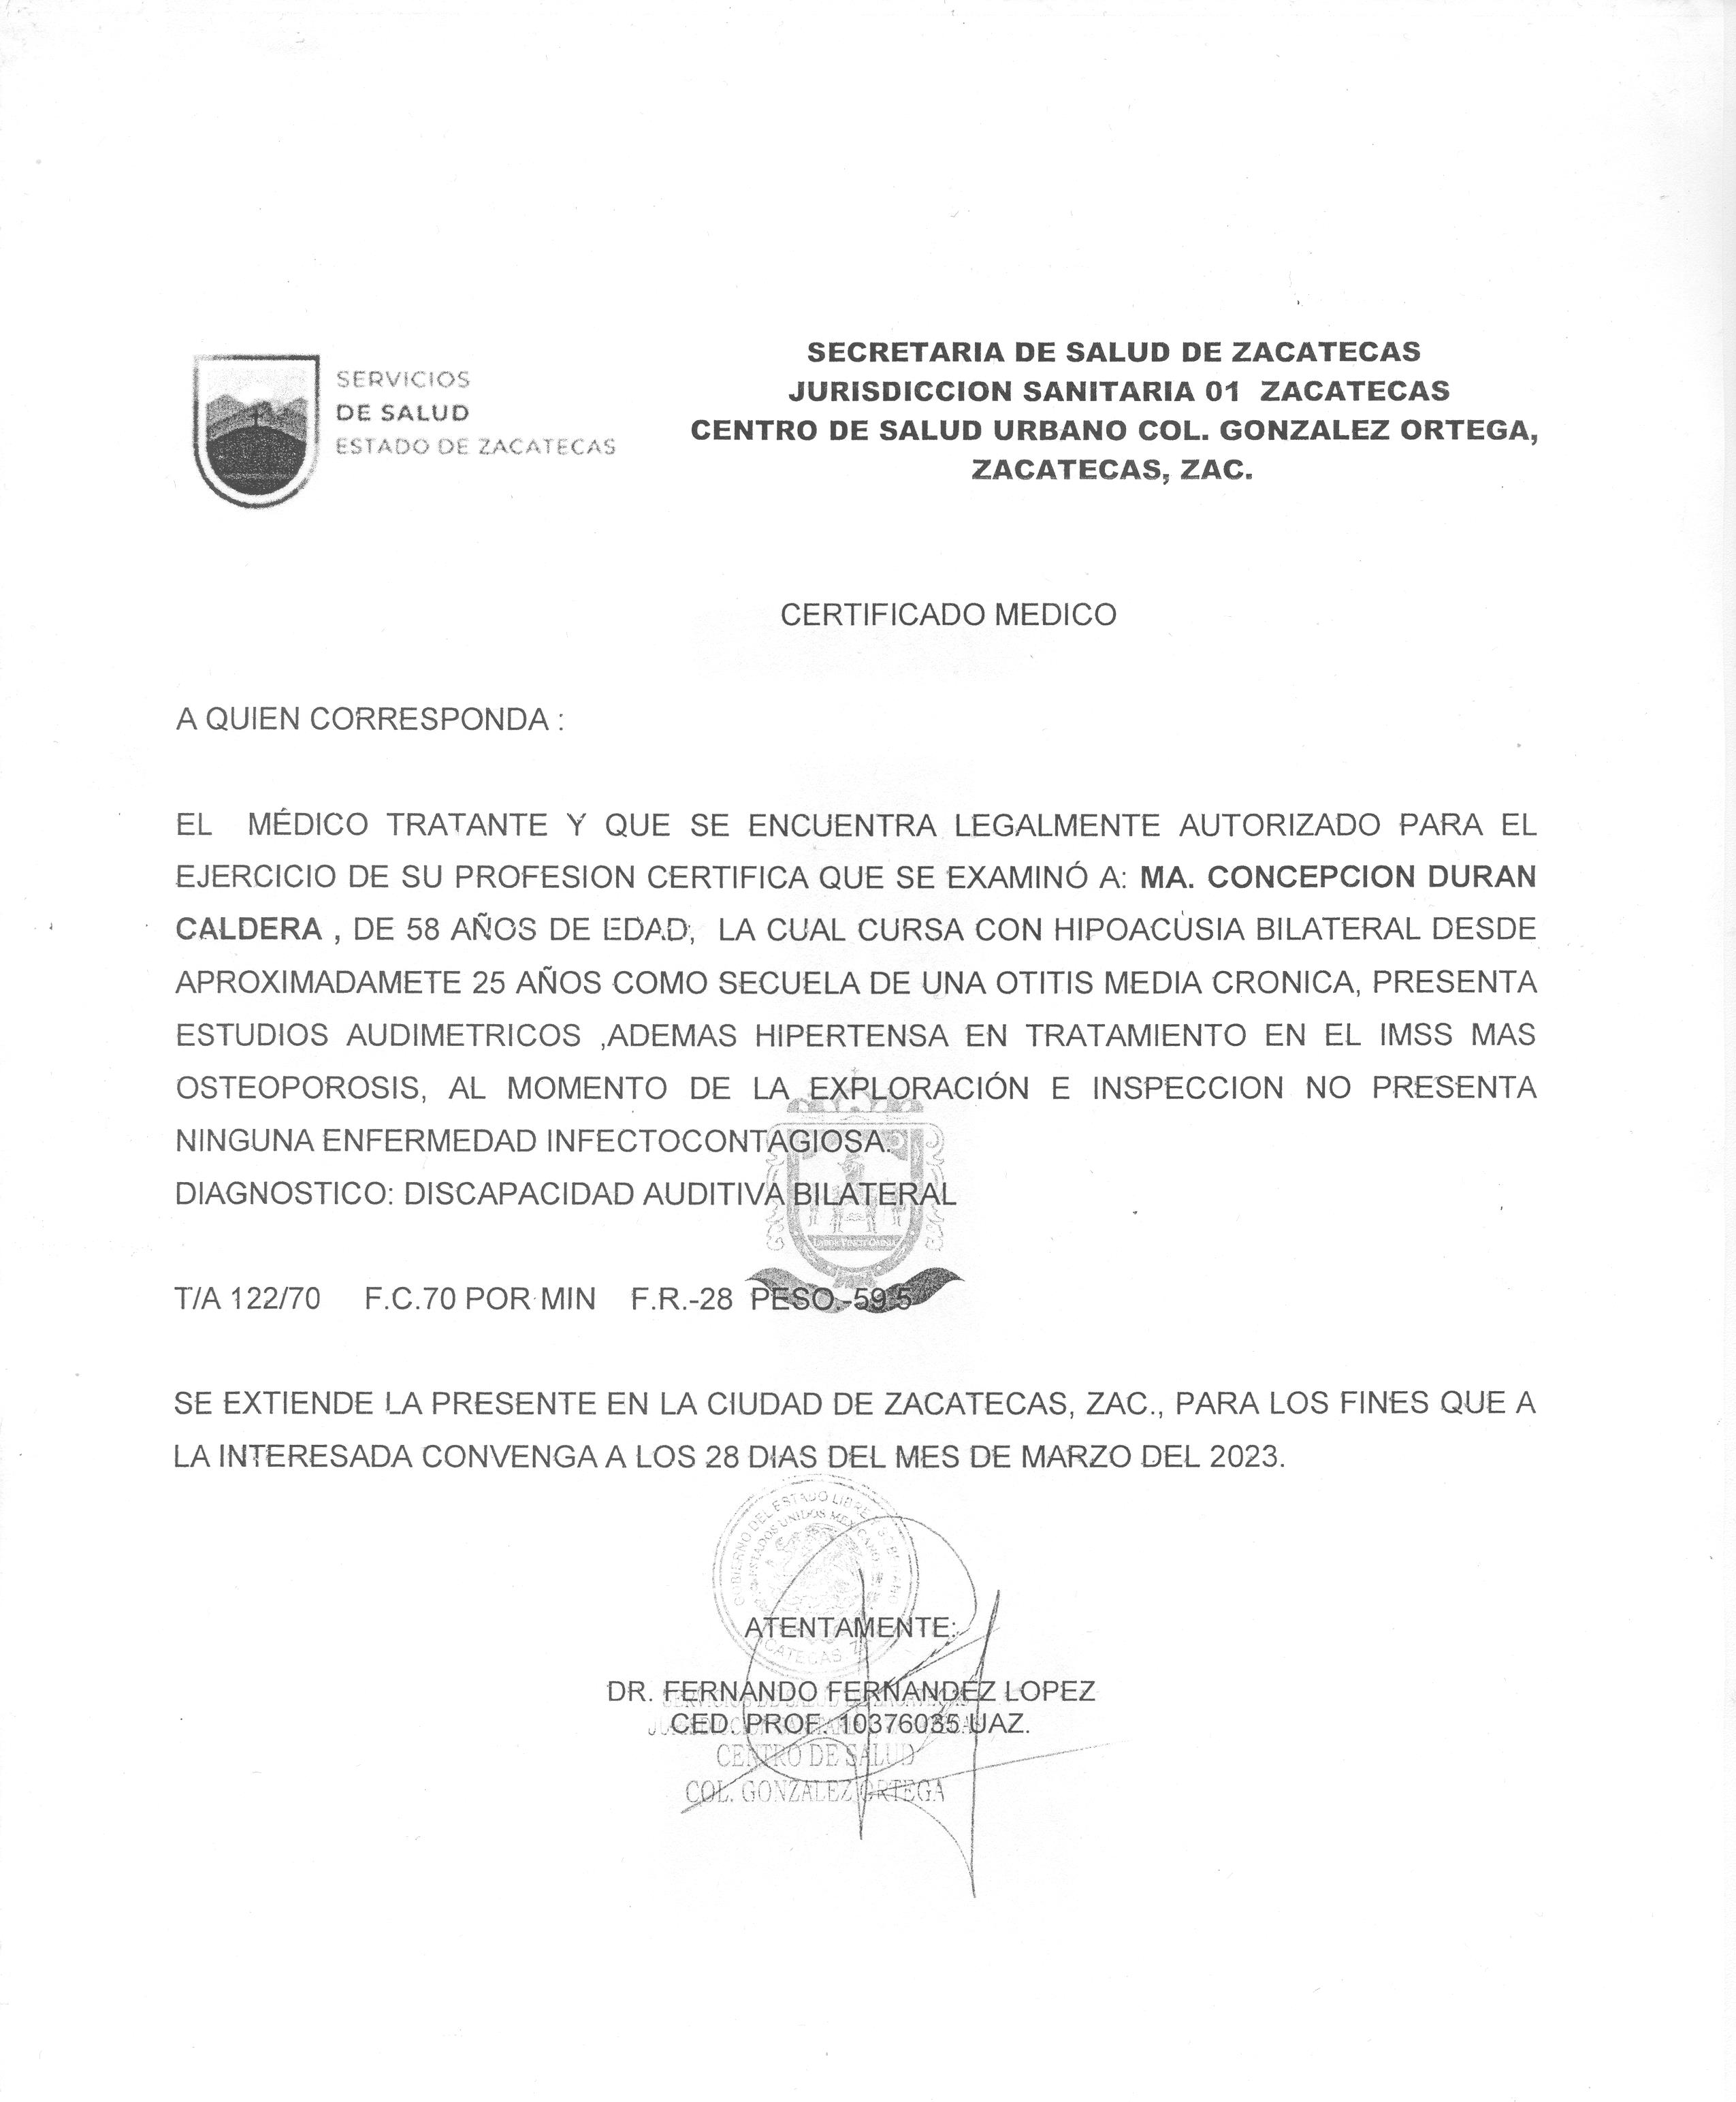 SERVICIOS
DE SALUD
ESTADO DE ZACATECAS
SECRETARIA DE SALUD DE ZACATECAS
JURISDICCION SANITARIA 01 ZACATECAS
CENTRO DE SALUD URBANO COL. GONZALEZ ORTEGA,
ZACATECAS, ZAC.
CERTIFICADO MEDICO
A QUIEN CORRESPONDA :
EL MÉDICO TRATANTE Y QUE SE ENCUENTRA LEGALMENTE AUTORIZADO PARA EL
EJERCICIO DE SU PROFESION CERTIFICA QUE SE EXAMINÓ A: MA. CONCEPCION DURAN
CALDERA , DE 58 AÑOS DE EDAD, LA CUAL CURSA CON HIPOACÚSIA BILATERAL DESDE
APROXIMADAMETE 25 AÑOS COMO SECUELA DE UNA OTITIS MEDIA CRONICA, PRESENTA
ESTUDIOS AUDIMETRICOS ,ADEMAS HIPERTENSA EN TRATAMIENTO EN EL IMSS MAS
OSTEOPOROSIS, AL MOMENTO DE LA EXPLORACIÓN E INSPECCION NO PRESENTA
NINGUNA ENFERMEDAD INFECTOCONTAGIOSA.
DIAGNOSTICO: DISCAPACIDAD AUDITIVA BILATERAL
T/A 122/70 F.C.70 POR MIN F.R.-28 PESO.-59.5
SE EXTIENDE LA PRESENTE EN LA CIUDAD DE ZACATECAS, ZAC., PARA LOS FINES QUE A
LA INTERESADA CONVENGA A LOS 28 DIAS DEL MES DE MARZO DEL 2023.
GOBIERNO DEL ESTADO LIBRE
ESTADOS UNIDOS
ATENTAMENTE:
DR. FERNANDO FERNANDEZ LOPEZ
CED. PROF. 10376035 UAZ.
CENTRO DE SALUD
COL. GONZALEZ ORTEGA